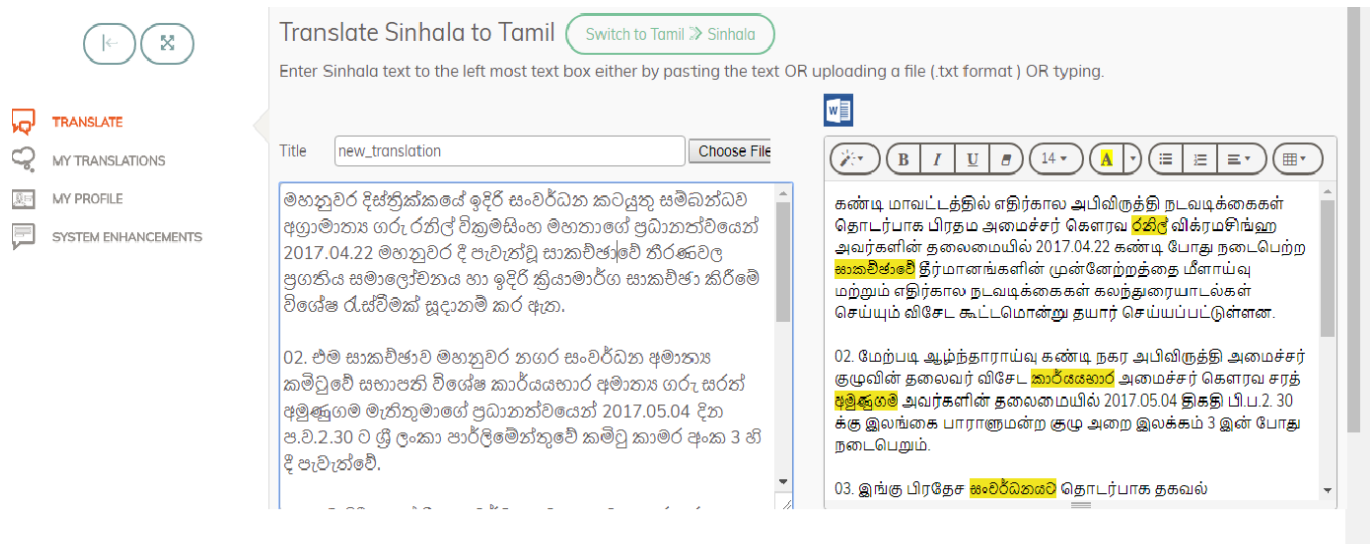 Translate Sinhala to Tamil
Switch to Tamil ≫ Sinhala
Enter Sinhala text to the left most text box either by pasting the text OR uploading a file (.txt format ) OR typing.
TRANSLATE
MY TRANSLATIONS
MY PROFILE
SYSTEM ENHANCEMENTS
Title
new_translation
Choose File
මහනුවර දිස්ත්‍රික්කයේ ඉදිරි සංවර්ධන කටයුතු සම්බන්ධව
අග්‍රාමාත්‍ය ගරු රනිල් වික්‍රමසිංහ මහතාගේ ප්‍රධානත්වයෙන්
2017.04.22 මහනුවර දී පැවැත්වූ සාකච්ඡාවේ තීරණවල
ප්‍රගතිය සමාලෝචනය හා ඉදිරි ක්‍රියාමාර්ග සාකච්ඡා කිරීමේ
විශේෂ රැස්වීමක් සූදානම් කර ඇත.
02. එම සාකච්ඡාව මහනුවර නගර සංවර්ධන අමාත්‍ය
කමිටුවේ සභාපති විශේෂ කාර්යයභාර අමාත්‍ය ගරු සරත්
අමුණුගම මැතිතුමාගේ ප්‍රධානත්වයෙන් 2017.05.04 දින
ප.ව.2.30 ට ශ්‍රී ලංකා පාර්ලිමේන්තුවේ කමිටු කාමර අංක 3 හි
දී පැවැත්වේ.
W
B I U 14 A
கண்டி மாவட்டத்தில் எதிர்கால அபிவிருத்தி நடவடிக்கைகள்
தொடர்பாக பிரதம அமைச்சர் கௌரவ රනිල් விக்ரமசிங்ஹ
அவர்களின் தலைமையில் 2017.04.22 கண்டி போது நடைபெற்ற
සාකච්ඡාවේ தீர்மானங்களின் முன்னேற்றத்தை மீளாய்வு
மற்றும் எதிர்கால நடவடிக்கைகள் கலந்துரையாடல்கள்
செய்யும் விசேட கூட்டமொன்று தயார் செய்யப்பட்டுள்ளன.
02. மேற்படி ஆழ்ந்தாராய்வு கண்டி நகர அபிவிருத்தி அமைச்சர்
குழுவின் தலைவர் விசேட කාර්යයභාර அமைச்சர் கௌரவ சரத்
අමුණුගම அவர்களின் தலைமையில் 2017.05.04 திகதி பி.ப.2. 30
க்கு இலங்கை பாராளுமன்ற குழு அறை இலக்கம் 3 இன் போது
நடைபெறும்.
03. இங்கு பிரதேச සංවර්ධනයට தொடர்பாக தகவல்